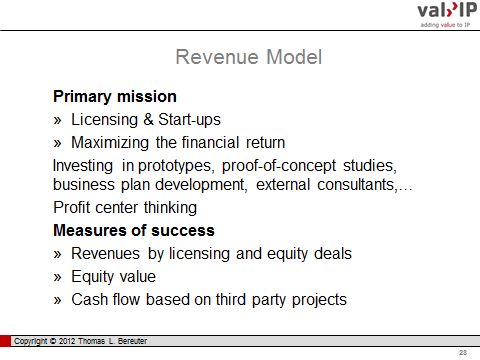 val»IP
adding value to IP
Revenue Model
Primary mission
» Licensing & Start-ups
» Maximizing the financial return
Investing in prototypes, proof-of-concept studies,
business plan development, external consultants,...
Profit center thinking
Measures of success
» Revenues by licensing and equity deals
» Equity value
» Cash flow based on third party projects
Copyright © 2012 Thomas L. Bereuter
28